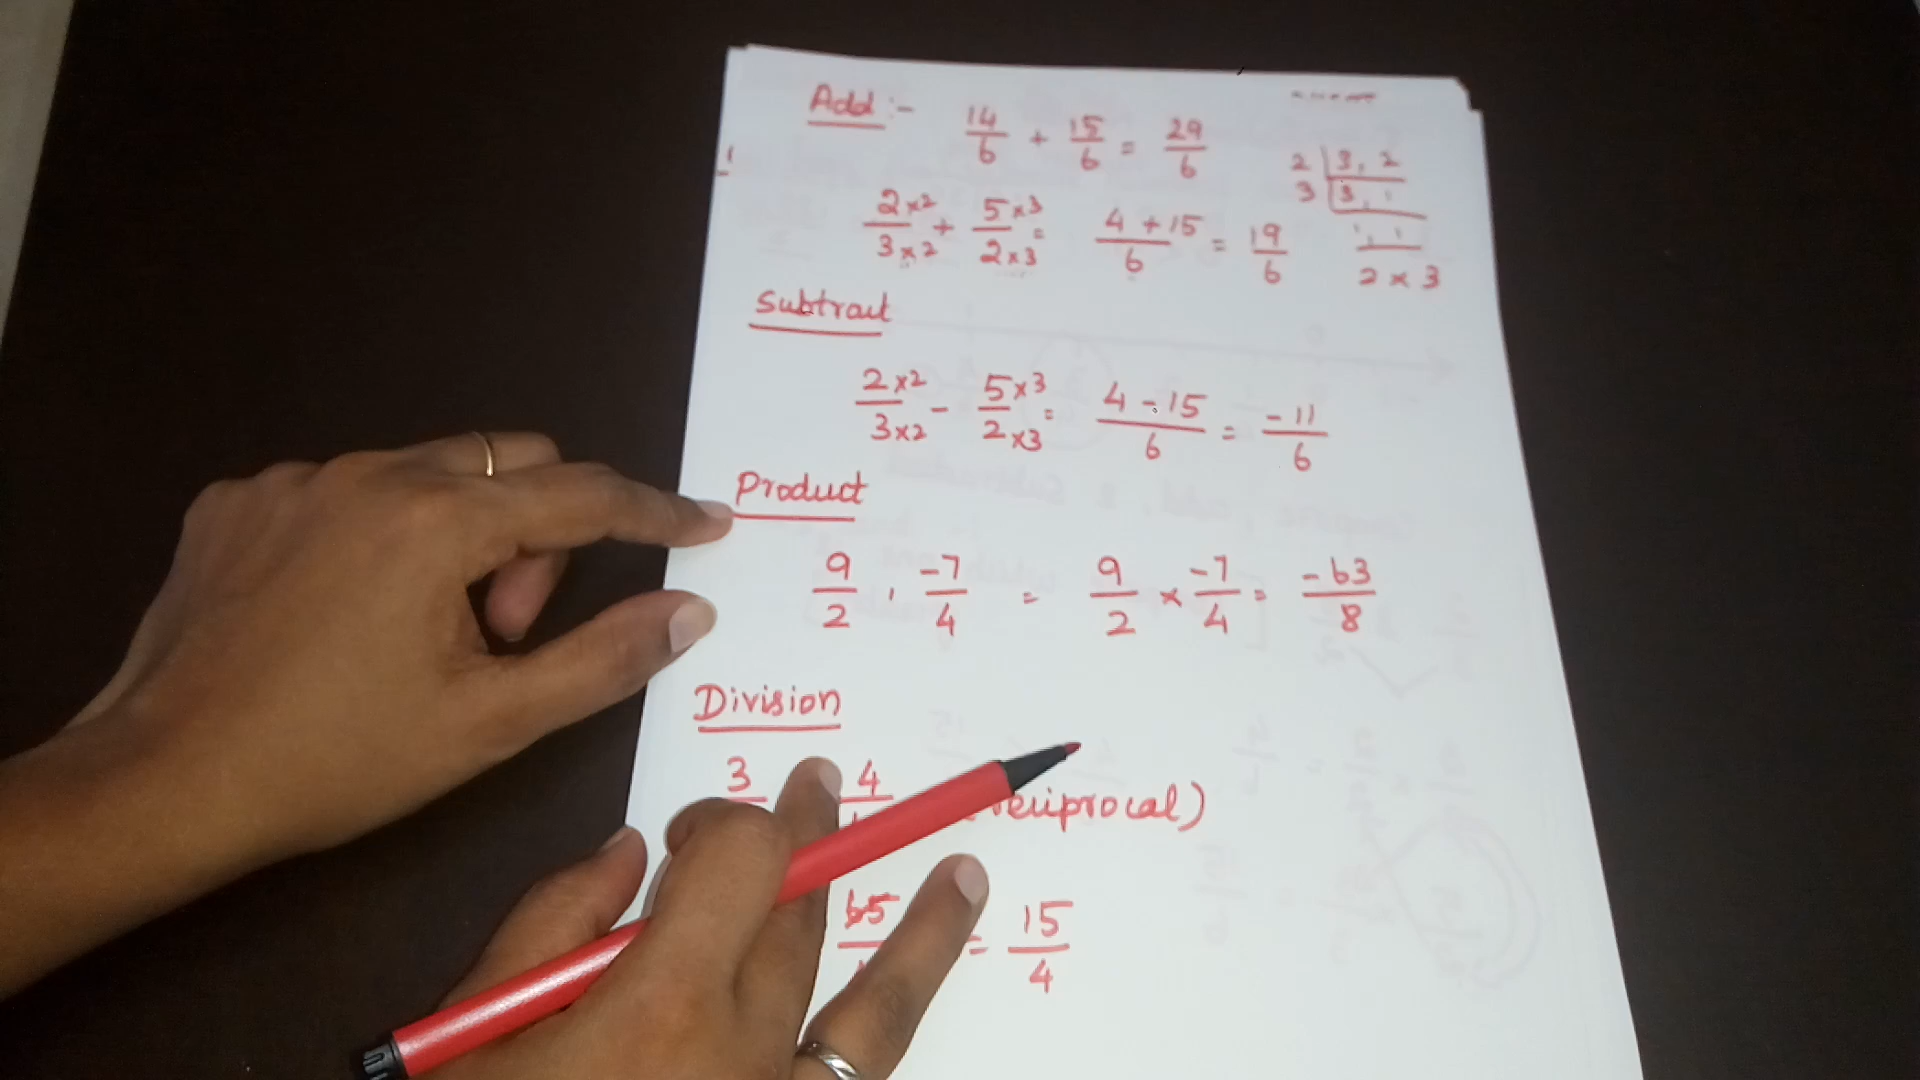 Add :- 14/6 + 15/6 = 29/6
2 | 3, 2
3 | 3, 1
1, 1
2 × 3
2×2/3×2 + 5×3/2×3 = 4 + 15/6 = 19/6
Subtract
2×2/3×2 - 5×3/2×3 = 4 - 15/6 = -11/6
Product
9/2 , -7/4 = 9/2 × -7/4 = -63/8
Division
3 4 reciprocal)
= 15/4